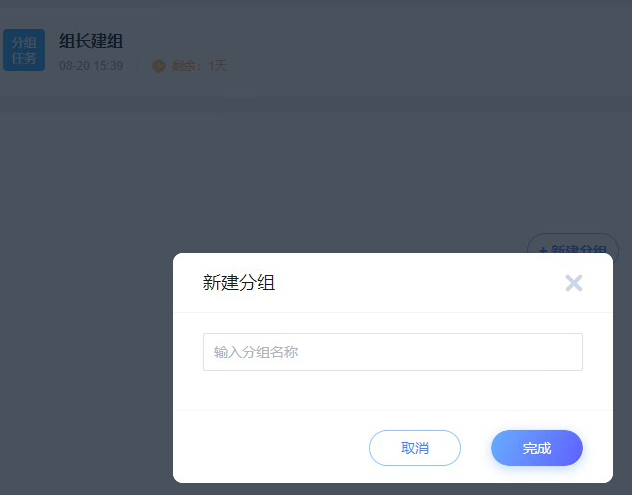 分组
任务
组长建组
08-20 15:39
剩余：1天
+ 新建分组
新建分组
输入分组名称
取消
完成